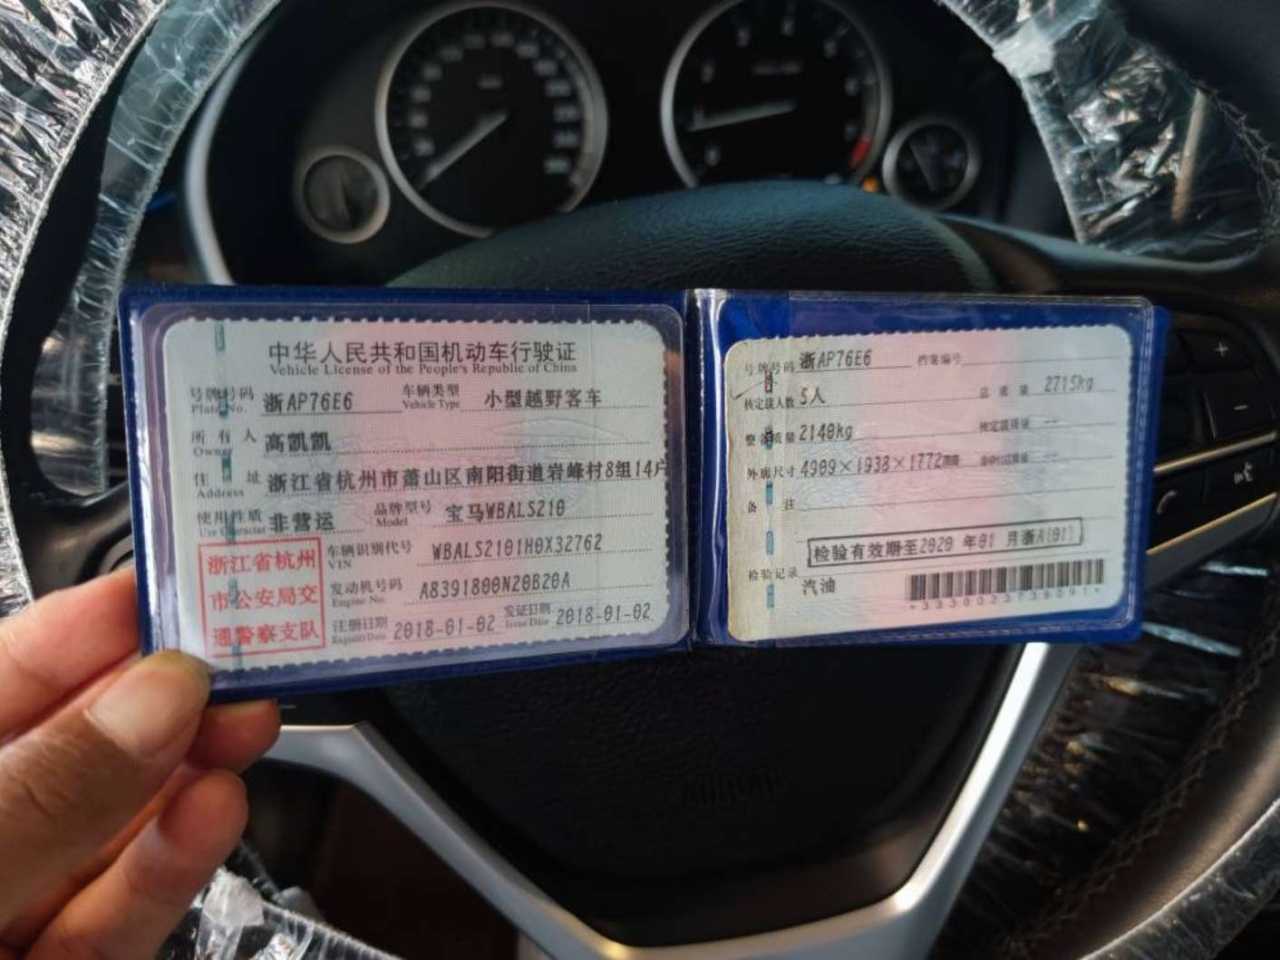 中华人民共和国机动车行驶证
Vehicle License of the People's Republic of China
号牌号码 浙AP76E6 车辆类型 小型越野客车
Plate No. Vehicle Type
所有人 高凯凯
Owner
住址 浙江省杭州市萧山区南阳街道岩峰村8组14户
Address
使用性质 非营运 品牌型号 宝马WBALS210
Use Character Model
浙江省杭州
市公安局交
通警察支队
车辆识别代号 WBALS2101H0X32762
VIN
发动机号码 A8391800N20B20A
Engine No.
注册日期 2018-01-02 发证日期 2018-01-02
Register Date Issue Date
号牌号码 浙AP76E6 档案编号
核定载人数 5人 总质量 2715kg
整备质量 2140kg 核定载质量 --
外廓尺寸 4909×1938×1772 --
备注
检验有效期至2020年01月浙A(01)
检验记录
汽油